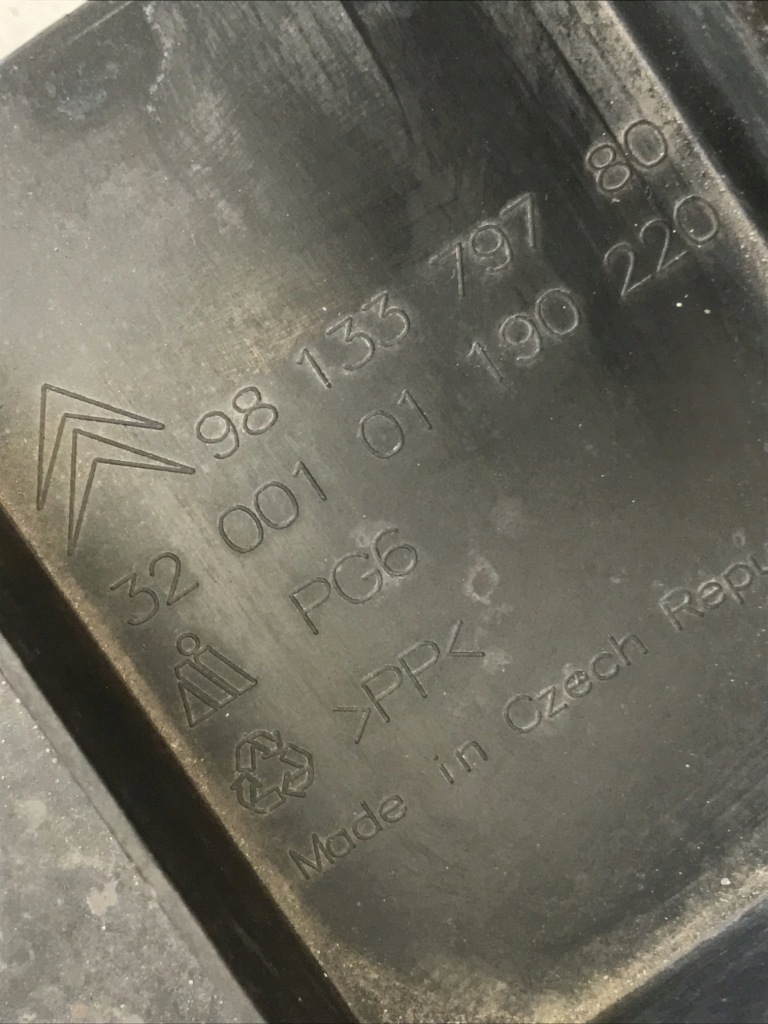 98 133 797 80
32 001 01 190 220
PG6
>PP<
Made in Czech